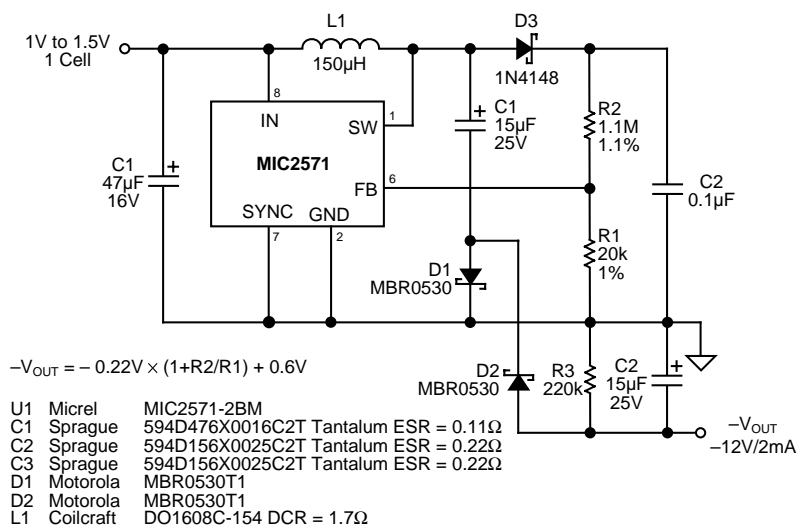 L1
D3
1V to 1.5V
1 Cell
150µH
1N4148
8
IN
1
SW
C1
15µF
25V
R2
1.1M
1.1%
MIC2571
C1
47µF
16V
FB
6
C2
0.1µF
SYNC
GND
7
2
R1
20k
1%
D1
MBR0530
–VOUT = – 0.22V × (1+R2/R1) + 0.6V
D2
MBR0530
R3
220k
C2
15µF
25V
–VOUT
–12V/2mA
U1 Micrel MIC2571-2BM
C1 Sprague 594D476X0016C2T Tantalum ESR = 0.11Ω
C2 Sprague 594D156X0025C2T Tantalum ESR = 0.22Ω
C3 Sprague 594D156X0025C2T Tantalum ESR = 0.22Ω
D1 Motorola MBR0530T1
D2 Motorola MBR0530T1
L1 Coilcraft DO1608C-154 DCR = 1.7Ω